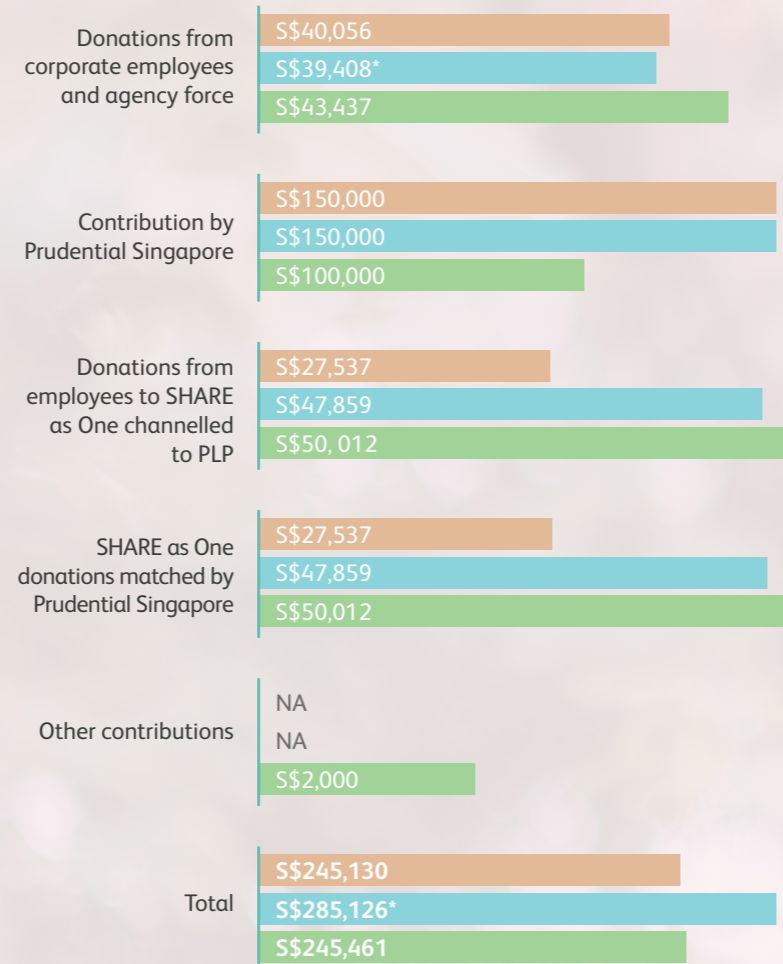 Donations from
corporate employees
and agency force
S$40,056
S$39,408*
S$43,437
Contribution by
Prudential Singapore
S$150,000
S$150,000
S$100,000
Donations from
employees to SHARE
as One channelled
to PLP
S$27,537
S$47,859
S$50, 012
SHARE as One
donations matched by
Prudential Singapore
S$27,537
S$47,859
S$50,012
Other contributions
NA
NA
S$2,000
Total
S$245,130
S$285,126*
S$245,461